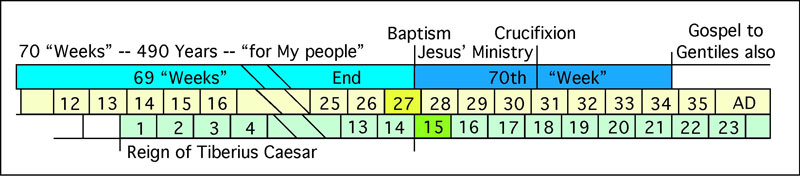 Baptism Crucifixion Gospel to
70 “Weeks” -- 490 Years -- “for My people” Jesus’ Ministry Gentiles also
69 “Weeks” End 70th “Week”
12 13 14 15 16 25 26 27 28 29 30 31 32 33 34 35 AD
1 2 3 4 13 14 15 16 17 18 19 20 21 22 23
Reign of Tiberius Caesar